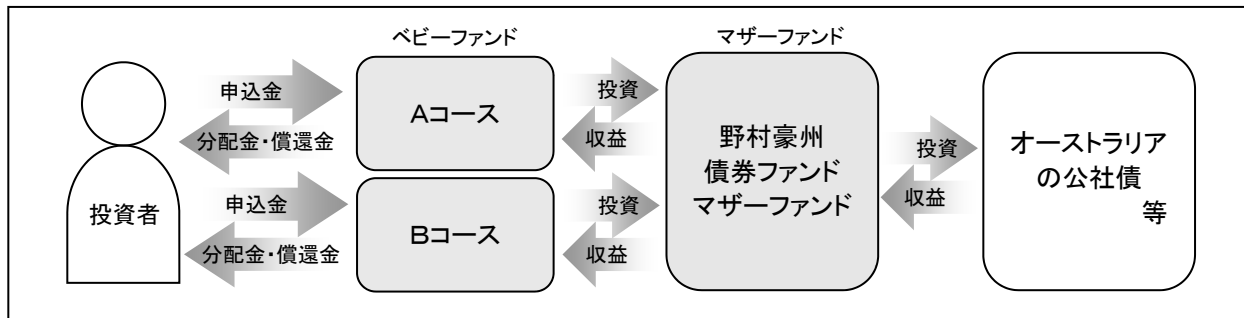 ベビーファンド
マザーファンド
申込金
分配金・償還金
申込金
分配金・償還金
投資者
Aコース
Bコース
投資
収益
投資
収益
野村豪州
債券ファンド
マザーファンド
投資
収益
オーストラリア
の公社債
等